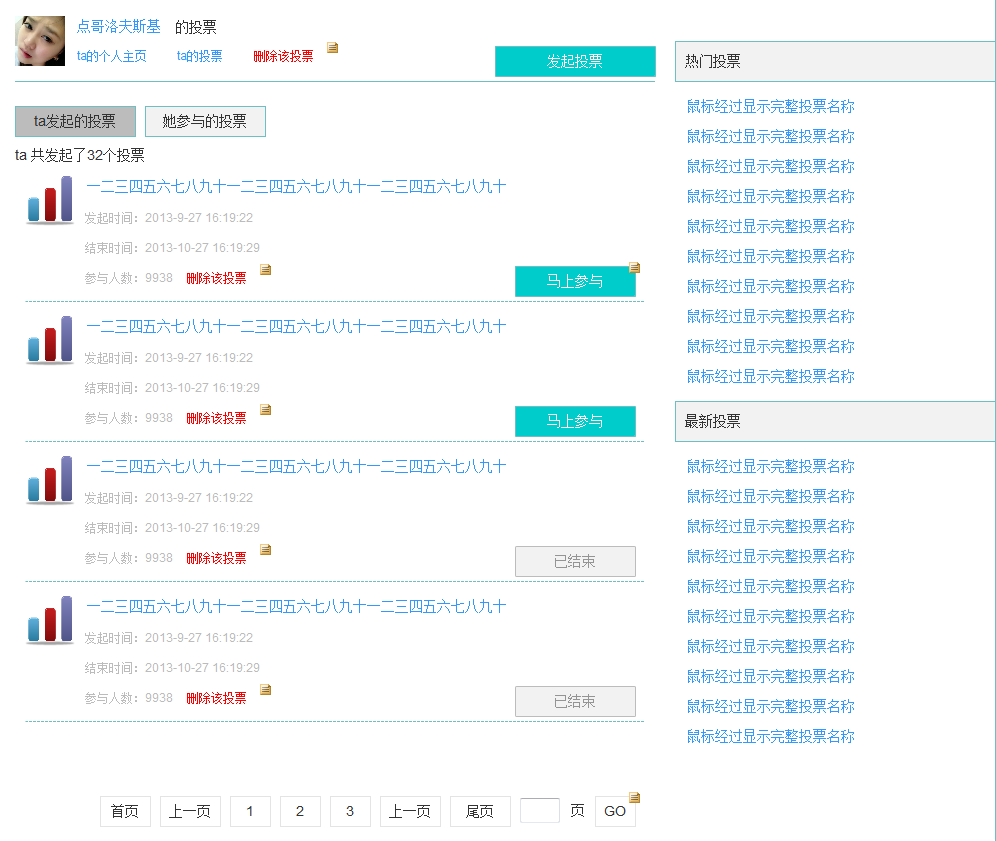 点哥洛夫斯基 的投票
ta的个人主页 ta的投票 删除该投票
发起投票
ta发起的投票 她参与的投票
ta 共发起了32个投票
一二三四五六七八九十一二三四五六七八九十一二三四五六七八九十
发起时间：2013-9-27 16:19:22
结束时间：2013-10-27 16:19:29
参与人数：9938 删除该投票
马上参与
一二三四五六七八九十一二三四五六七八九十一二三四五六七八九十
发起时间：2013-9-27 16:19:22
结束时间：2013-10-27 16:19:29
参与人数：9938 删除该投票
马上参与
一二三四五六七八九十一二三四五六七八九十一二三四五六七八九十
发起时间：2013-9-27 16:19:22
结束时间：2013-10-27 16:19:29
参与人数：9938 删除该投票
已结束
一二三四五六七八九十一二三四五六七八九十一二三四五六七八九十
发起时间：2013-9-27 16:19:22
结束时间：2013-10-27 16:19:29
参与人数：9938 删除该投票
已结束
首页 上一页 1 2 3 上一页 尾页 页 GO
热门投票
鼠标经过显示完整投票名称
鼠标经过显示完整投票名称
鼠标经过显示完整投票名称
鼠标经过显示完整投票名称
鼠标经过显示完整投票名称
鼠标经过显示完整投票名称
鼠标经过显示完整投票名称
鼠标经过显示完整投票名称
鼠标经过显示完整投票名称
鼠标经过显示完整投票名称
最新投票
鼠标经过显示完整投票名称
鼠标经过显示完整投票名称
鼠标经过显示完整投票名称
鼠标经过显示完整投票名称
鼠标经过显示完整投票名称
鼠标经过显示完整投票名称
鼠标经过显示完整投票名称
鼠标经过显示完整投票名称
鼠标经过显示完整投票名称
鼠标经过显示完整投票名称